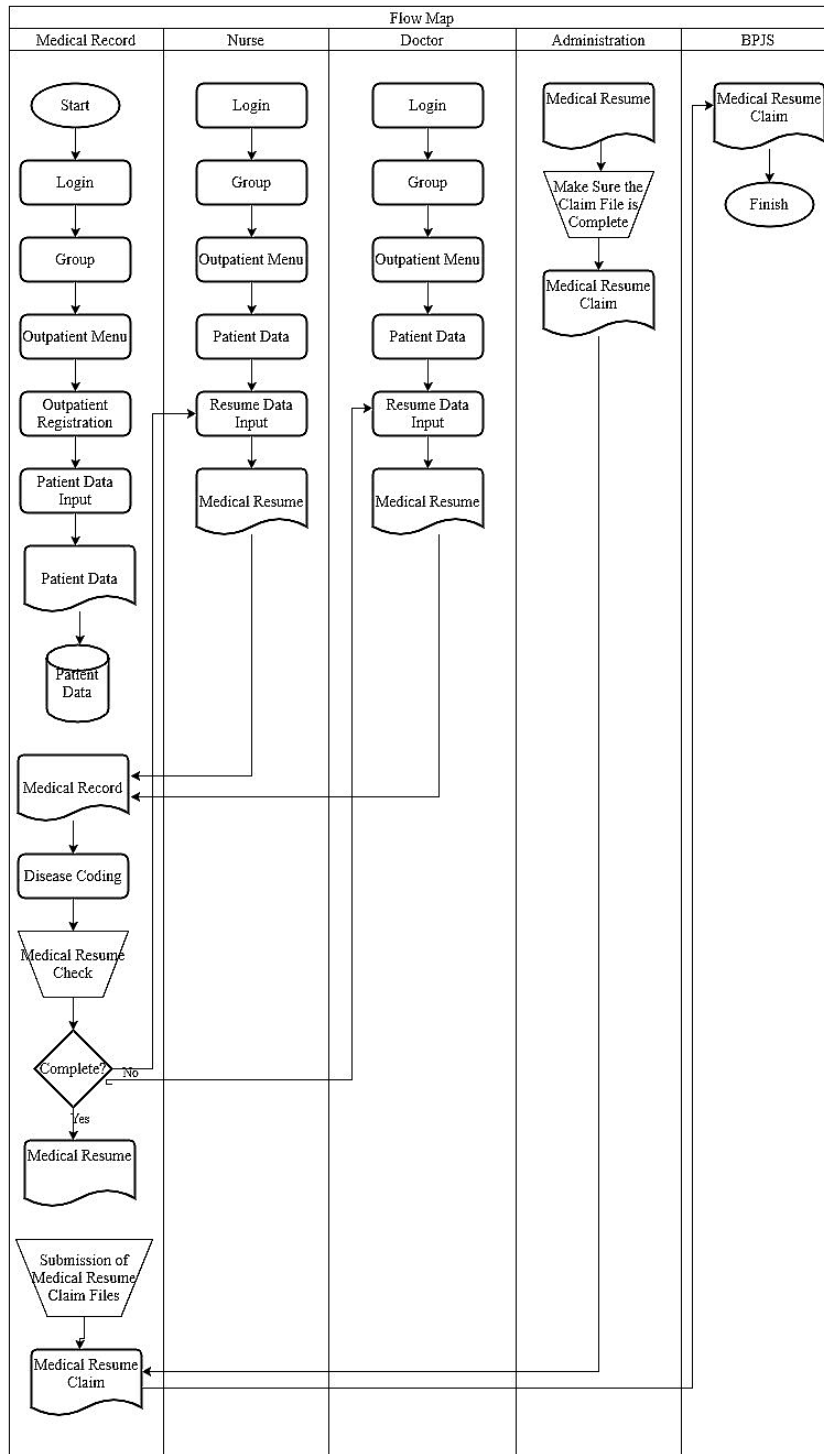 Flow Map
Medical Record
Nurse
Doctor
Administration
BPJS
Start
Login
Group
Outpatient Menu
Outpatient
Registration
Patient Data
Input
Patient Data
Patient
Data
Medical Record
Disease Coding
Medical Resume
Check
Complete?
No
Yes
Medical Resume
Submission of
Medical Resume
Claim Files
Medical Resume
Claim
Login
Group
Outpatient Menu
Patient Data
Resume Data
Input
Medical Resume
Login
Group
Outpatient Menu
Patient Data
Resume Data
Input
Medical Resume
Medical Resume
Make Sure the
Claim File is
Complete
Medical Resume
Claim
Medical Resume
Claim
Finish